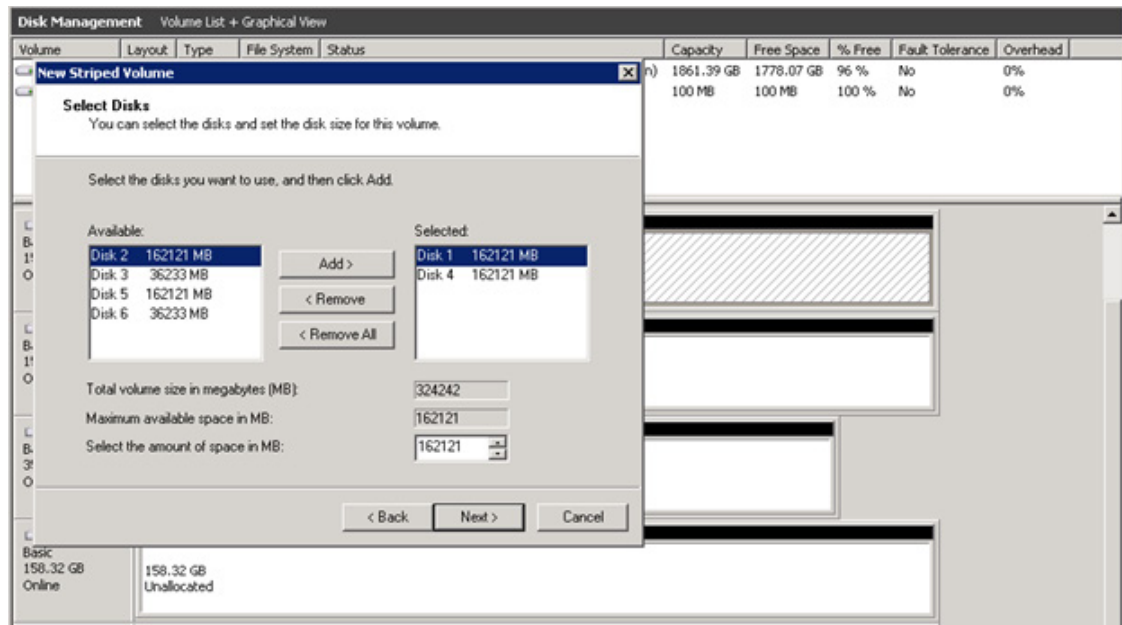 Disk Management Volume List + Graphical View
Volume Layout Type File System Status Capacity Free Space % Free Fault Tolerance Overhead
New Striped Volume
n) 1861.39 GB 1778.07 GB 96 % No 0%
100 MB 100 MB 100 % No 0%
Select Disks
You can select the disks and set the disk size for this volume.
Select the disks you want to use, and then click Add.
Available: Selected:
Disk 2 162121 MB
Disk 3 36233 MB
Disk 5 162121 MB
Disk 6 36233 MB
Add >
< Remove
< Remove All
Disk 1 162121 MB
Disk 4 162121 MB
Total volume size in megabytes (MB): 324242
Maximum available space in MB: 162121
Select the amount of space in MB: 162121
< Back Next > Cancel
Basic
158.32 GB
Online
158.32 GB
Unallocated